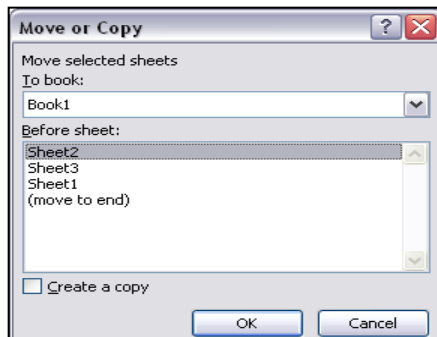 Move or Copy
Move selected sheets
To book:
Book1
Before sheet:
Sheet2
Sheet3
Sheet1
(move to end)
Create a copy
OK Cancel